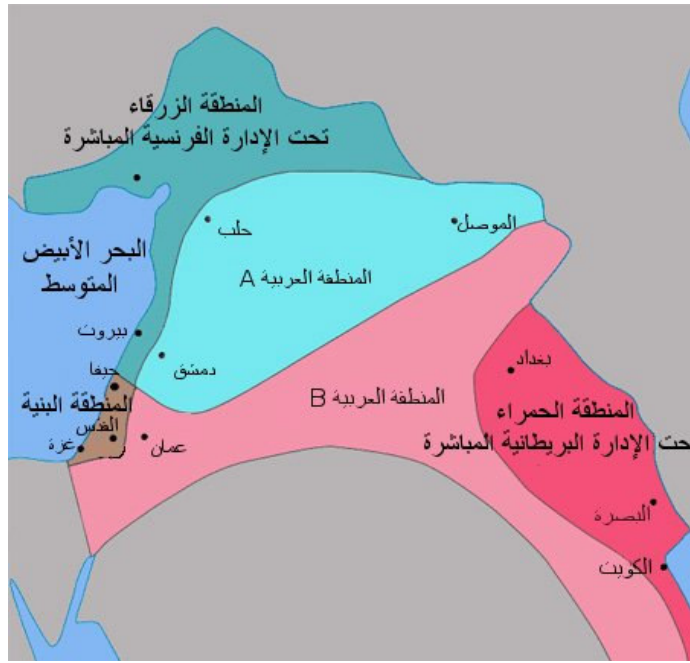 المنطقة الزرقاء
تحت الإدارة الفرنسية المباشرة
حلب
الموصل
البحر الأبيض
المتوسط
المنطقة العربية A
بيروت
دمشق
حيفا
بغداد
المنطقة العربية B
المنطقة البنية
المنطقة الحمراء
القدس
عمان
حت الإدارة البريطانية المباشرة
غزة
البصرة
الكويت